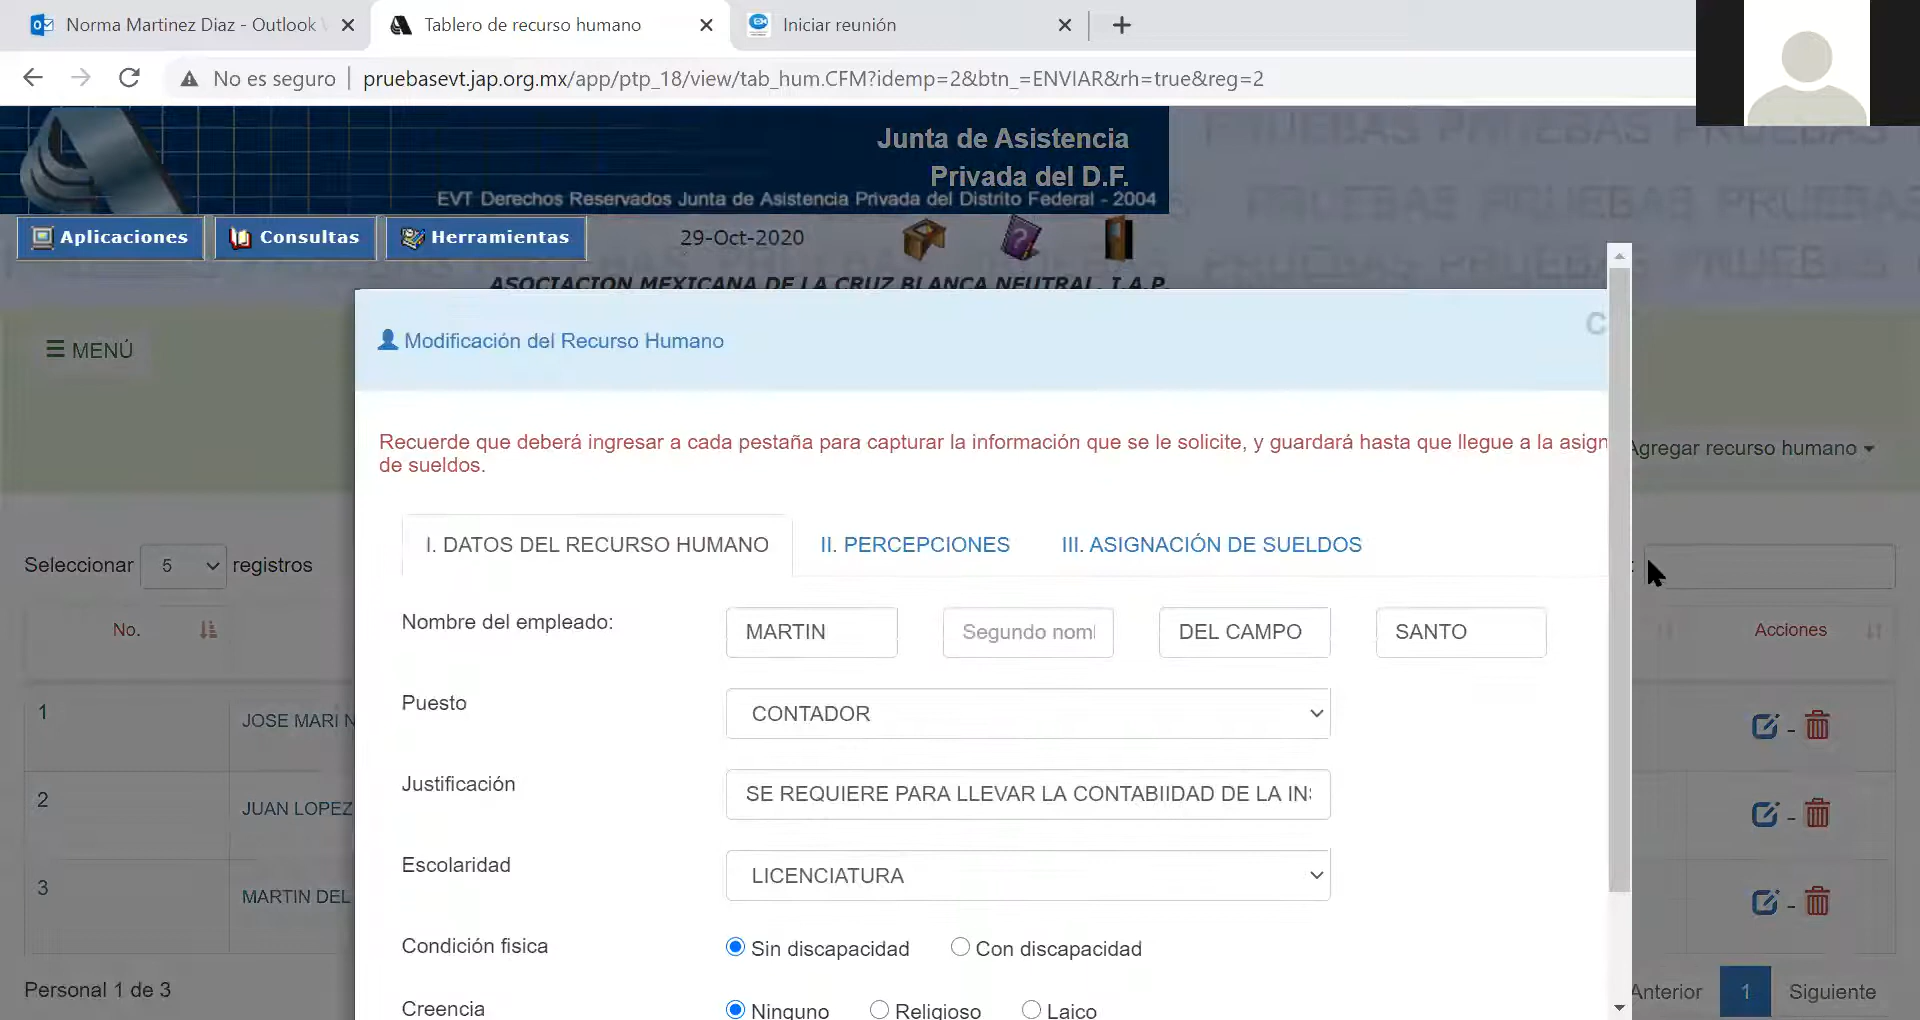 Norma Martinez Diaz - Outlook
Tablero de recurso humano
Iniciar reunión
No es seguro
pruebasevt.jap.org.mx/app/ptp_18/view/tab_hum.CFM?idemp=2&btn_=ENVIAR&rh=true&reg=2
Junta de Asistencia
Privada del D.F.
EVT Derechos Reservados Junta de Asistencia Privada del Distrito Federal - 2004
PRUEBAS PRUEBAS PRUEBAS
PRUEBAS PRUEBAS
Aplicaciones
Consultas
Herramientas
29-Oct-2020
ASOCIACION MEXICANA DE LA CRUZ BLANCA NEUTRAL, I.A.P.
☰ MENÚ
Modificación del Recurso Humano
C
Recuerde que deberá ingresar a cada pestaña para capturar la información que se le solicite, y guardará hasta que llegue a la asign
de sueldos.
Agregar recurso humano
I. DATOS DEL RECURSO HUMANO
II. PERCEPCIONES
III. ASIGNACIÓN DE SUELDOS
Seleccionar 5 registros
:
Nombre del empleado: MARTIN Segundo nom DEL CAMPO SANTO
No.
Acciones
Puesto CONTADOR
1 JOSE MARI N
-
Justificación SE REQUIERE PARA LLEVAR LA CONTABIIDAD DE LA IN
2 JUAN LOPEZ
-
Escolaridad LICENCIATURA
3 MARTIN DEL
-
Condición fisica Sin discapacidad Con discapacidad
Personal 1 de 3
Creencia Ninguno Religioso Laico
Anterior 1 Siguiente